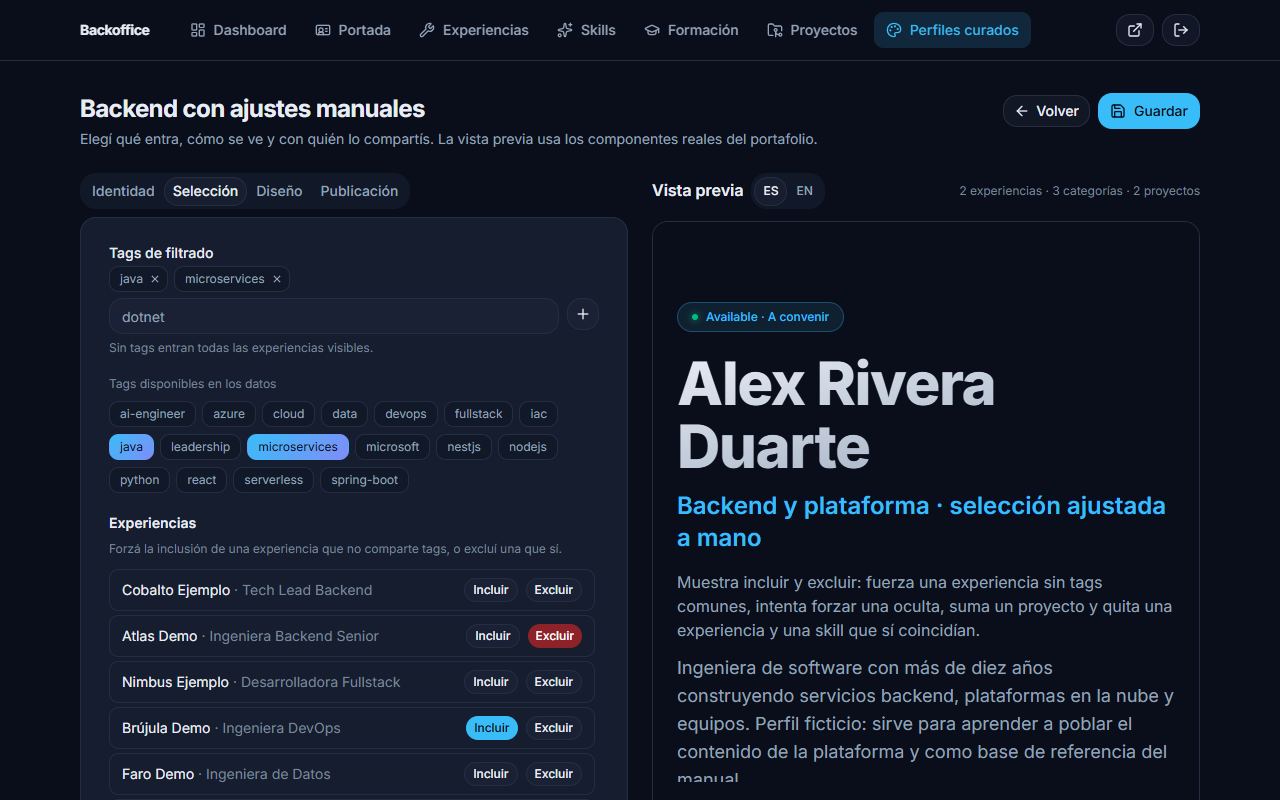 Backoffice Dashboard Portada Experiencias Skills Formación Proyectos Perfiles curados
Backend con ajustes manuales
Elegí qué entra, cómo se ve y con quién lo compartís. La vista previa usa los componentes reales del portafolio.
Volver Guardar
Identidad Selección Diseño Publicación
Tags de filtrado
java × microservices ×
dotnet +
Sin tags entran todas las experiencias visibles.
Tags disponibles en los datos
ai-engineer azure cloud data devops fullstack iac
java leadership microservices microsoft nestjs nodejs
python react serverless spring-boot
Experiencias
Forzá la inclusión de una experiencia que no comparte tags, o excluí una que sí.
Cobalto Ejemplo · Tech Lead Backend Incluir Excluir
Atlas Demo · Ingeniera Backend Senior Incluir Excluir
Nimbus Ejemplo · Desarrolladora Fullstack Incluir Excluir
Brújula Demo · Ingeniera DevOps Incluir Excluir
Faro Demo · Ingeniera de Datos Incluir Excluir
Vista previa ES EN 2 experiencias · 3 categorías · 2 proyectos
Available · A convenir
Alex Rivera
Duarte
Backend y plataforma · selección ajustada
a mano
Muestra incluir y excluir: fuerza una experiencia sin tags
comunes, intenta forzar una oculta, suma un proyecto y quita una
experiencia y una skill que sí coincidían.
Ingeniera de software con más de diez años
construyendo servicios backend, plataformas en la nube y
equipos. Perfil ficticio: sirve para aprender a poblar el
contenido de la plataforma y como base de referencia del
manual.